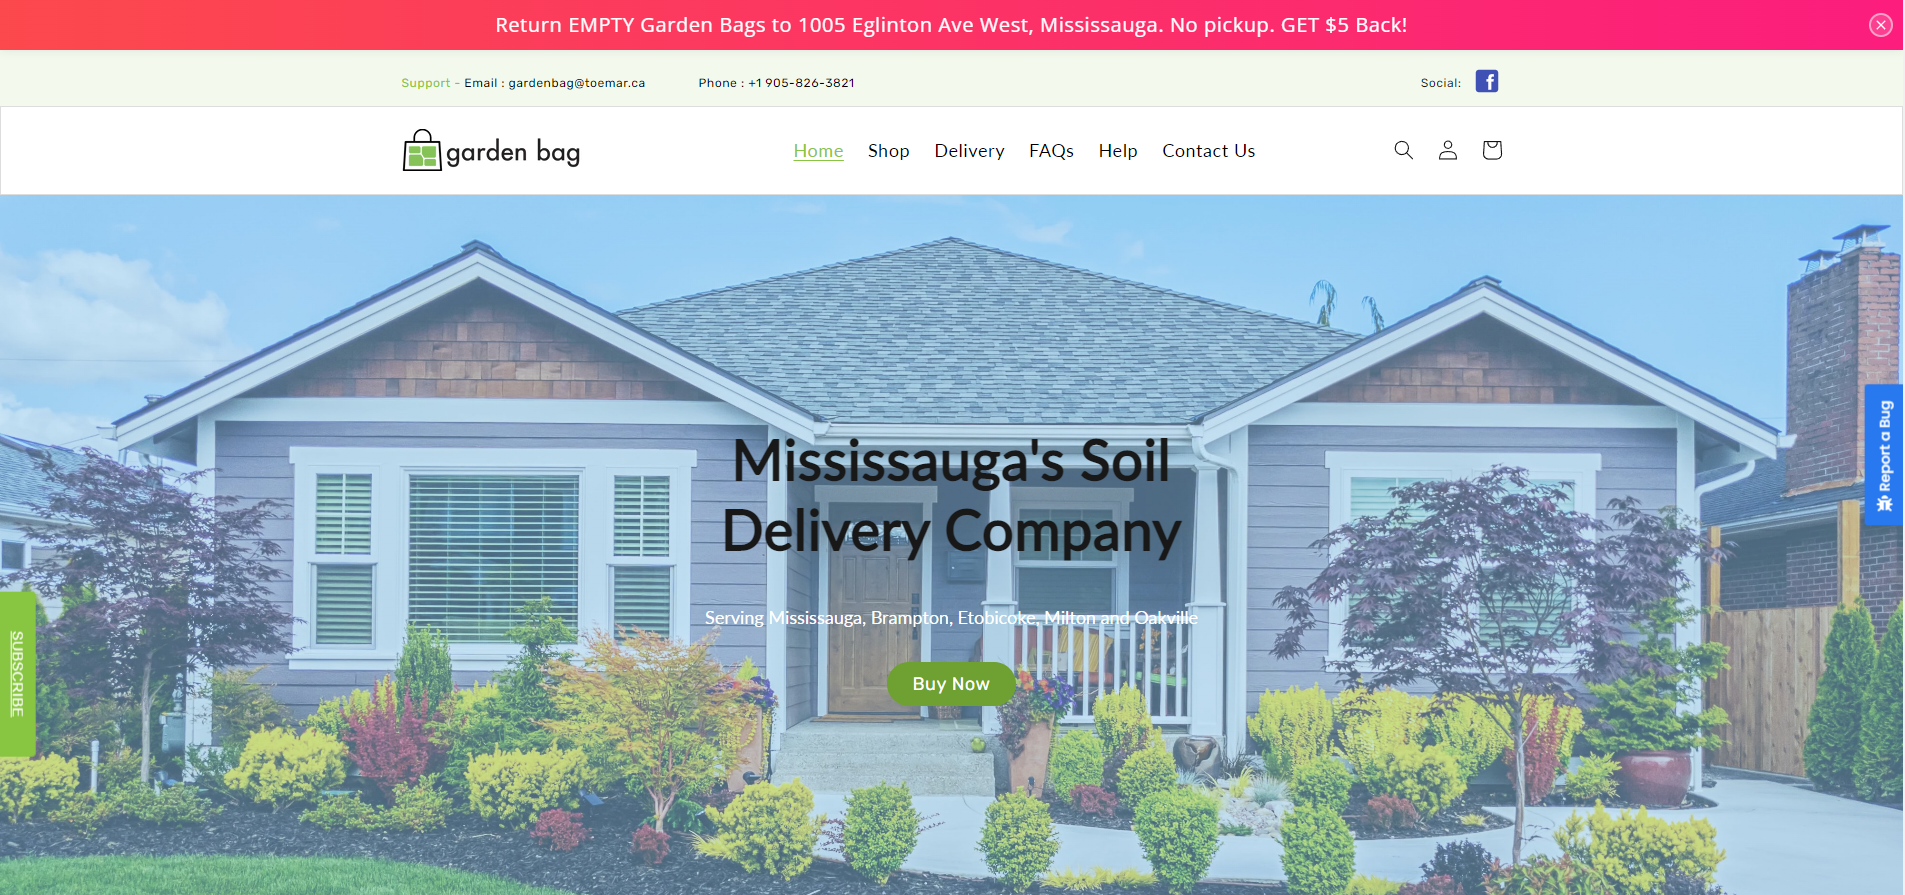 Return EMPTY Garden Bags to 1005 Eglinton Ave West, Mississauga. No pickup. GET $5 Back!
Support - Email : gardenbag@toemar.ca
Phone : +1 905-826-3821
Social:
garden bag
Home
Shop
Delivery
FAQs
Help
Contact Us
Mississauga's Soil
Delivery Company
Serving Mississauga, Brampton, Etobicoke, Milton and Oakville
Buy Now
SUBSCRIBE
Report a Bug